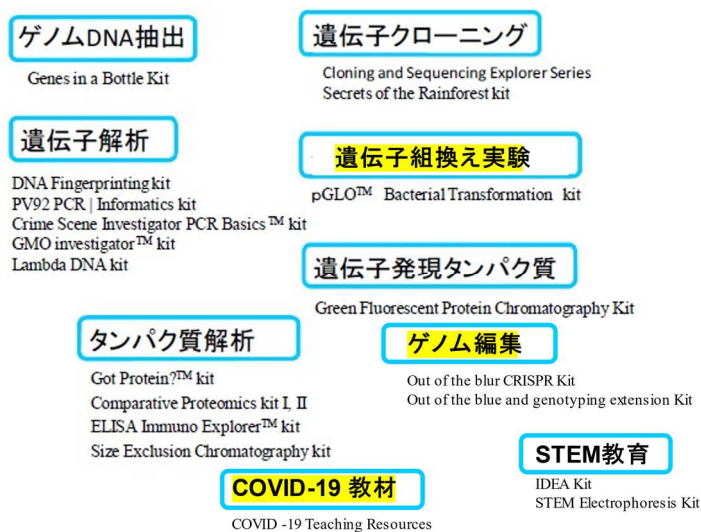 ゲノムDNA抽出
Genes in a Bottle Kit
遺伝子クローニング
Cloning and Sequencing Explorer Series
Secrets of the Rainforest kit
遺伝子解析
DNA Fingerprinting kit
PV92 PCR | Informatics kit
Crime Scene Investigator PCR Basics™ kit
GMO investigator™ kit
Lambda DNA kit
遺伝子組換え実験
pGLO™ Bacterial Transformation kit
遺伝子発現タンパク質
Green Fluorescent Protein Chromatography Kit
タンパク質解析
Got Protein?™ kit
Comparative Proteomics kit I, II
ELISA Immuno Explorer™ kit
Size Exclusion Chromatography kit
ゲノム編集
Out of the blur CRISPR Kit
Out of the blue and genotyping extension Kit
STEM教育
IDEA Kit
STEM Electrophoresis Kit
COVID-19 教材
COVID -19 Teaching Resources